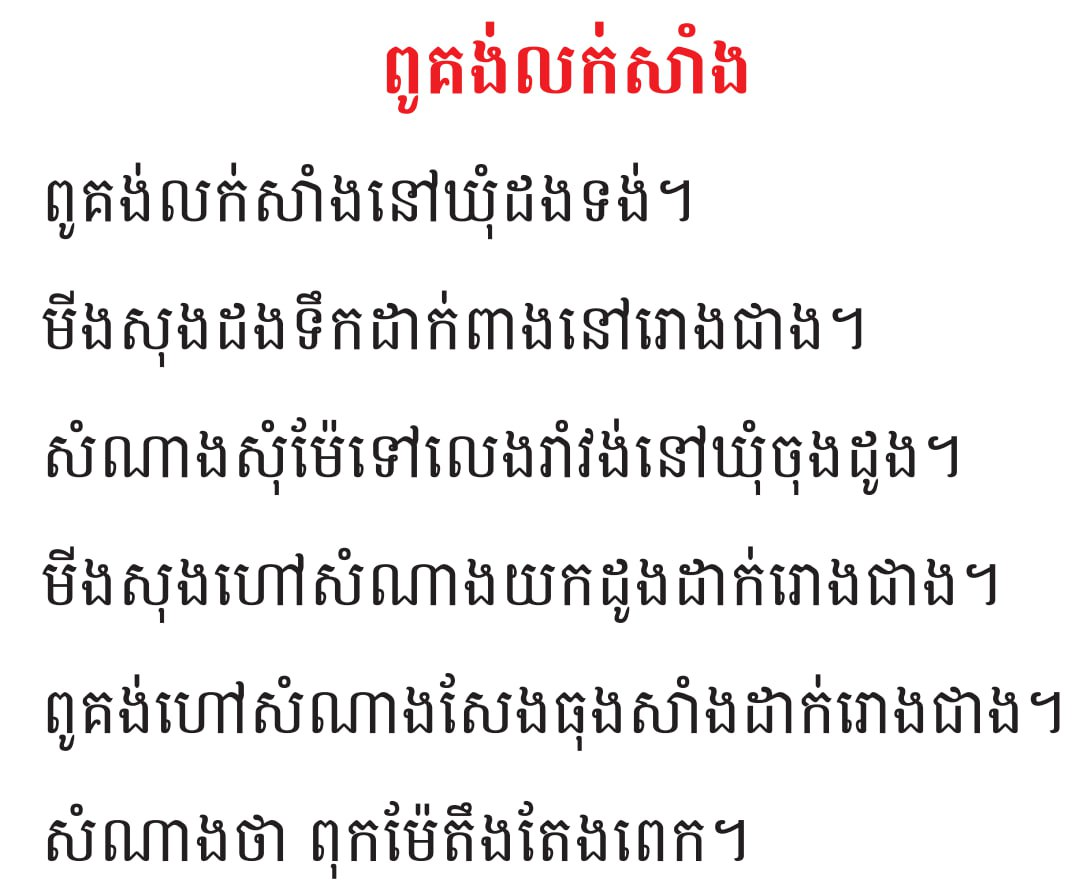 ពូគង់លក់សាំង
ពូគង់លក់សាំងនៅឃុំដងទង់។
មីងសុងដងទឹកដាក់ពាងនៅរោងជាង។
សំណាងសុំម៉ែទៅលេងរាំវង់នៅឃុំចុងដូង។
មីងសុងហៅសំណាងយកដូងដាក់រោងជាង។
ពូគង់ហៅសំណាងសែងធុងសាំងដាក់រោងជាង។
សំណាងថា ពុកម៉ែតឹងតែងពេក។